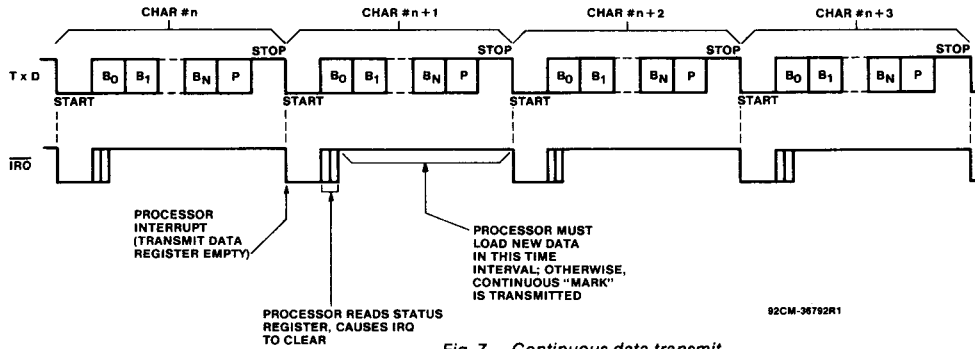 CHAR #n CHAR #n + 1 CHAR #n + 2 CHAR #n + 3
STOP STOP STOP STOP
T x D B0 B1 BN P B0 B1 BN P B0 B1 BN P B0 B1 BN P
START START START START
IRQ
PROCESSOR
INTERRUPT
(TRANSMIT DATA
REGISTER EMPTY)
PROCESSOR MUST
LOAD NEW DATA
IN THIS TIME
INTERVAL; OTHERWISE,
CONTINUOUS "MARK"
IS TRANSMITTED
PROCESSOR READS STATUS
REGISTER, CAUSES IRQ
TO CLEAR
92CM-36792R1
Fig. 7 Continuous data transmit